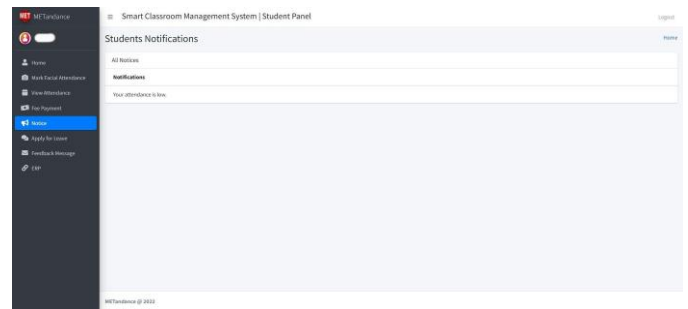 MET METandance
Smart Classroom Management System | Student Panel
Logout
Students Notifications
Home
Home
Mark Facial Attendance
View Attendance
Fee Payment
Notice
Apply for Leave
Feedback Message
ERP
All Notices
Notifications
Your attendance is low.
METandance @ 2022